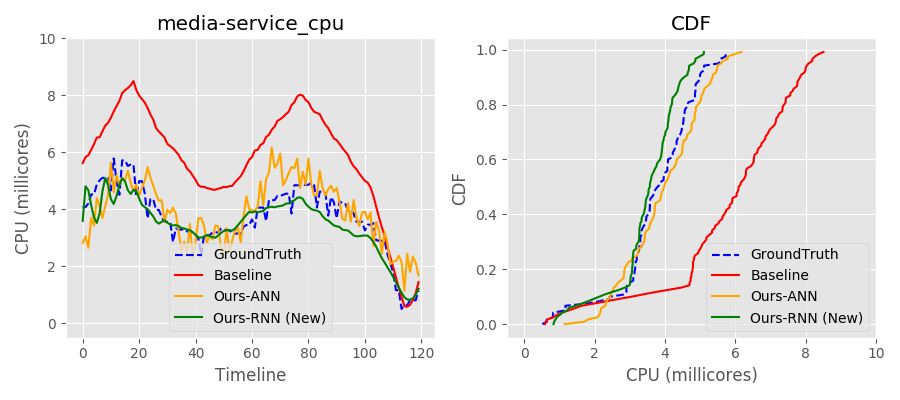 media-service_cpu
CPU (millicores)
10
8
6
4
2
0
0 20 40 60 80 100 120
Timeline
GroundTruth
Baseline
Ours-ANN
Ours-RNN (New)
CDF
CDF
1.0
0.8
0.6
0.4
0.2
0.0
0 2 4 6 8 10
CPU (millicores)
GroundTruth
Baseline
Ours-ANN
Ours-RNN (New)